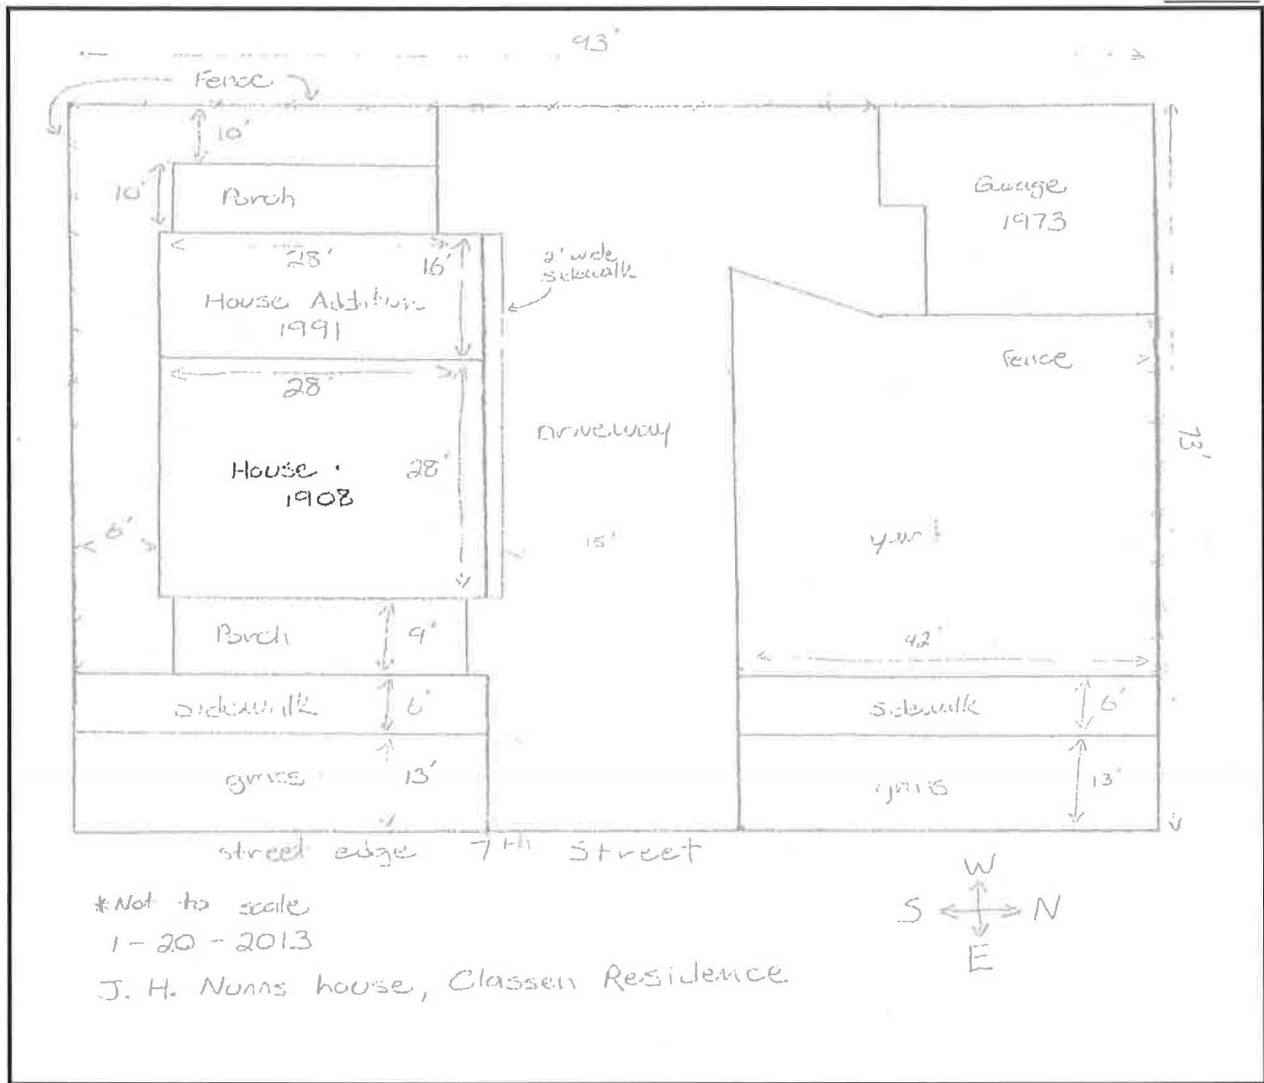 93'
Fence
10'
10'
Porch
Garage
1973
28'
16'
2' wide
sidewalk
House Addition
1991
Fence
28'
Driveway
73'
House
28'
1908
6'
15'
yard
Porch
9'
42'
sidewalk
6'
sidewalk
6'
grass
13'
grass
13'
street edge 7th Street
W
S N
E
*Not to scale
1-20-2013
J. H. Nunns house, Classen Residence